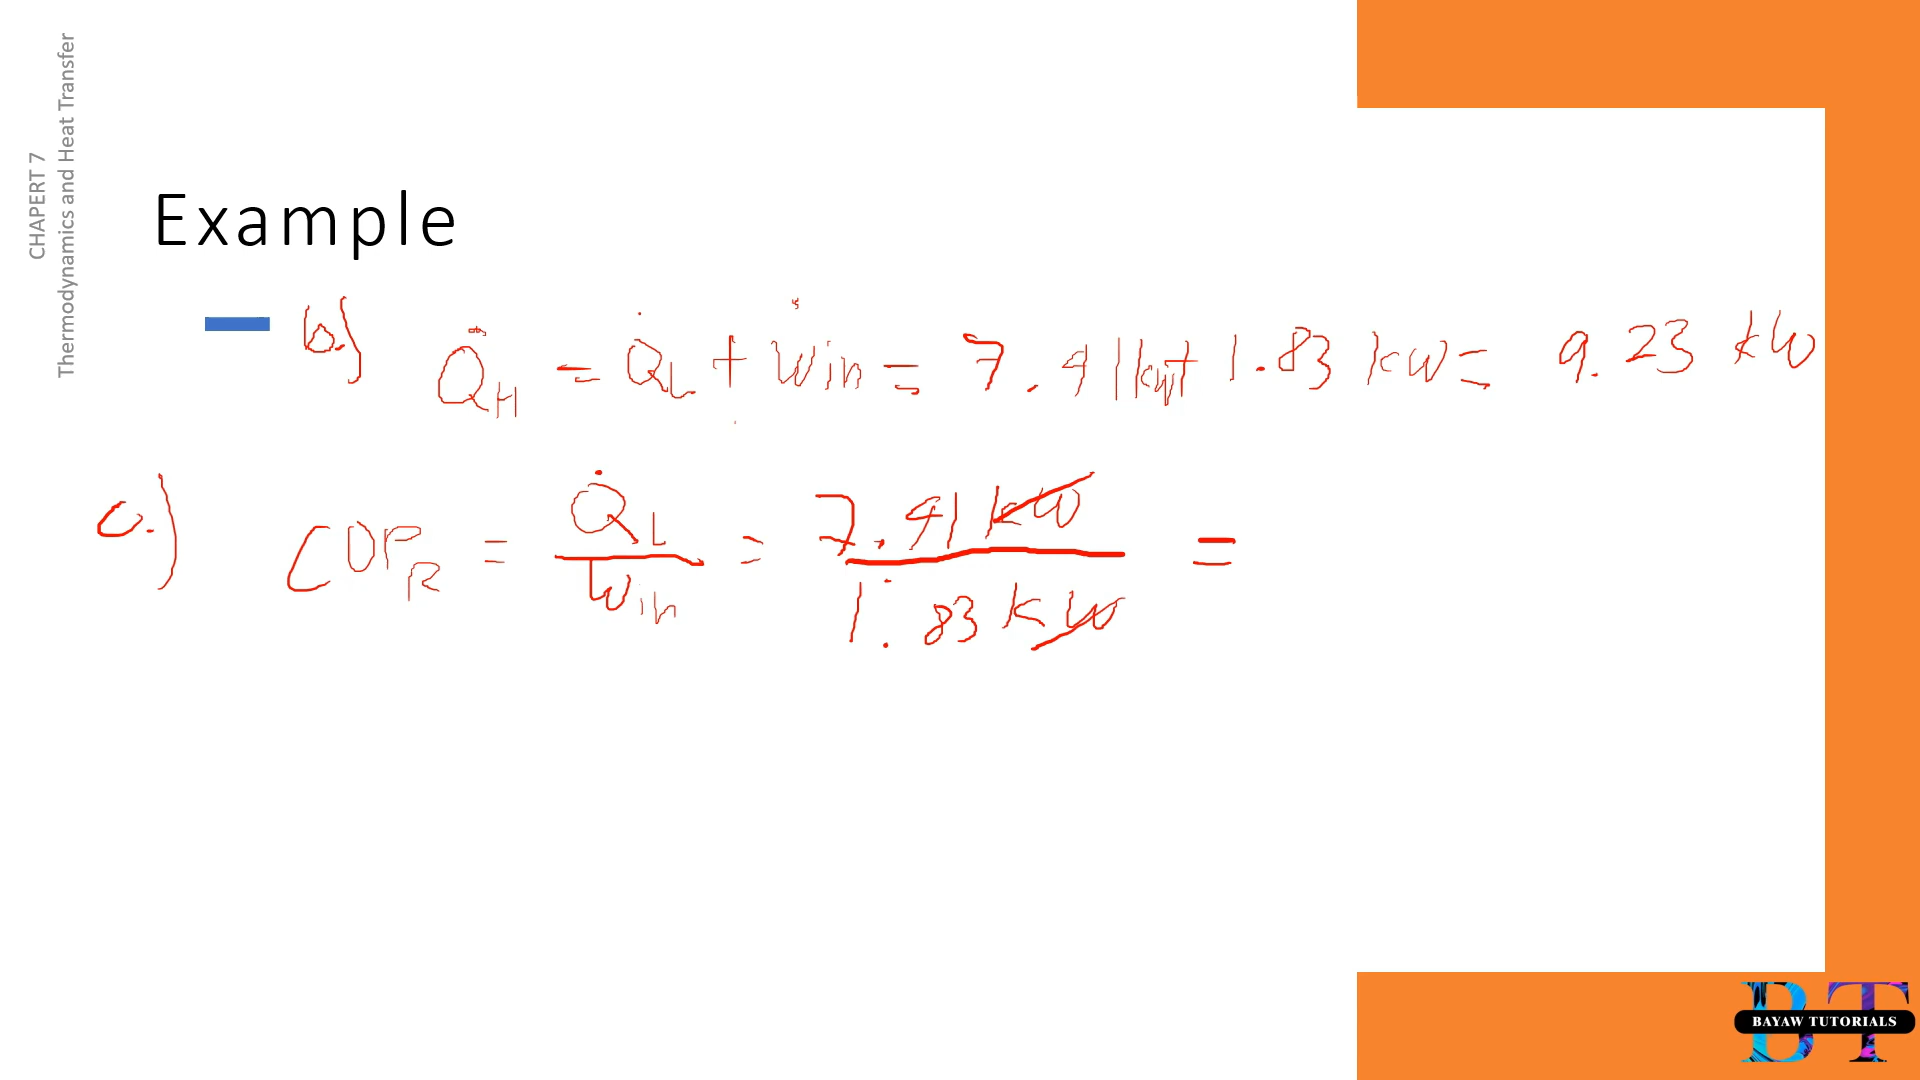 CHAPERT 7
Thermodynamics and Heat Transfer
Example
b.) Q̇H = Q̇L + Ẇin = 7.41kW+ 1.83 kW = 9.23 kW
c.) COPR = Q̇L / Win = 7.41 kW / 1.83 kW =
BT
BAYAW TUTORIALS